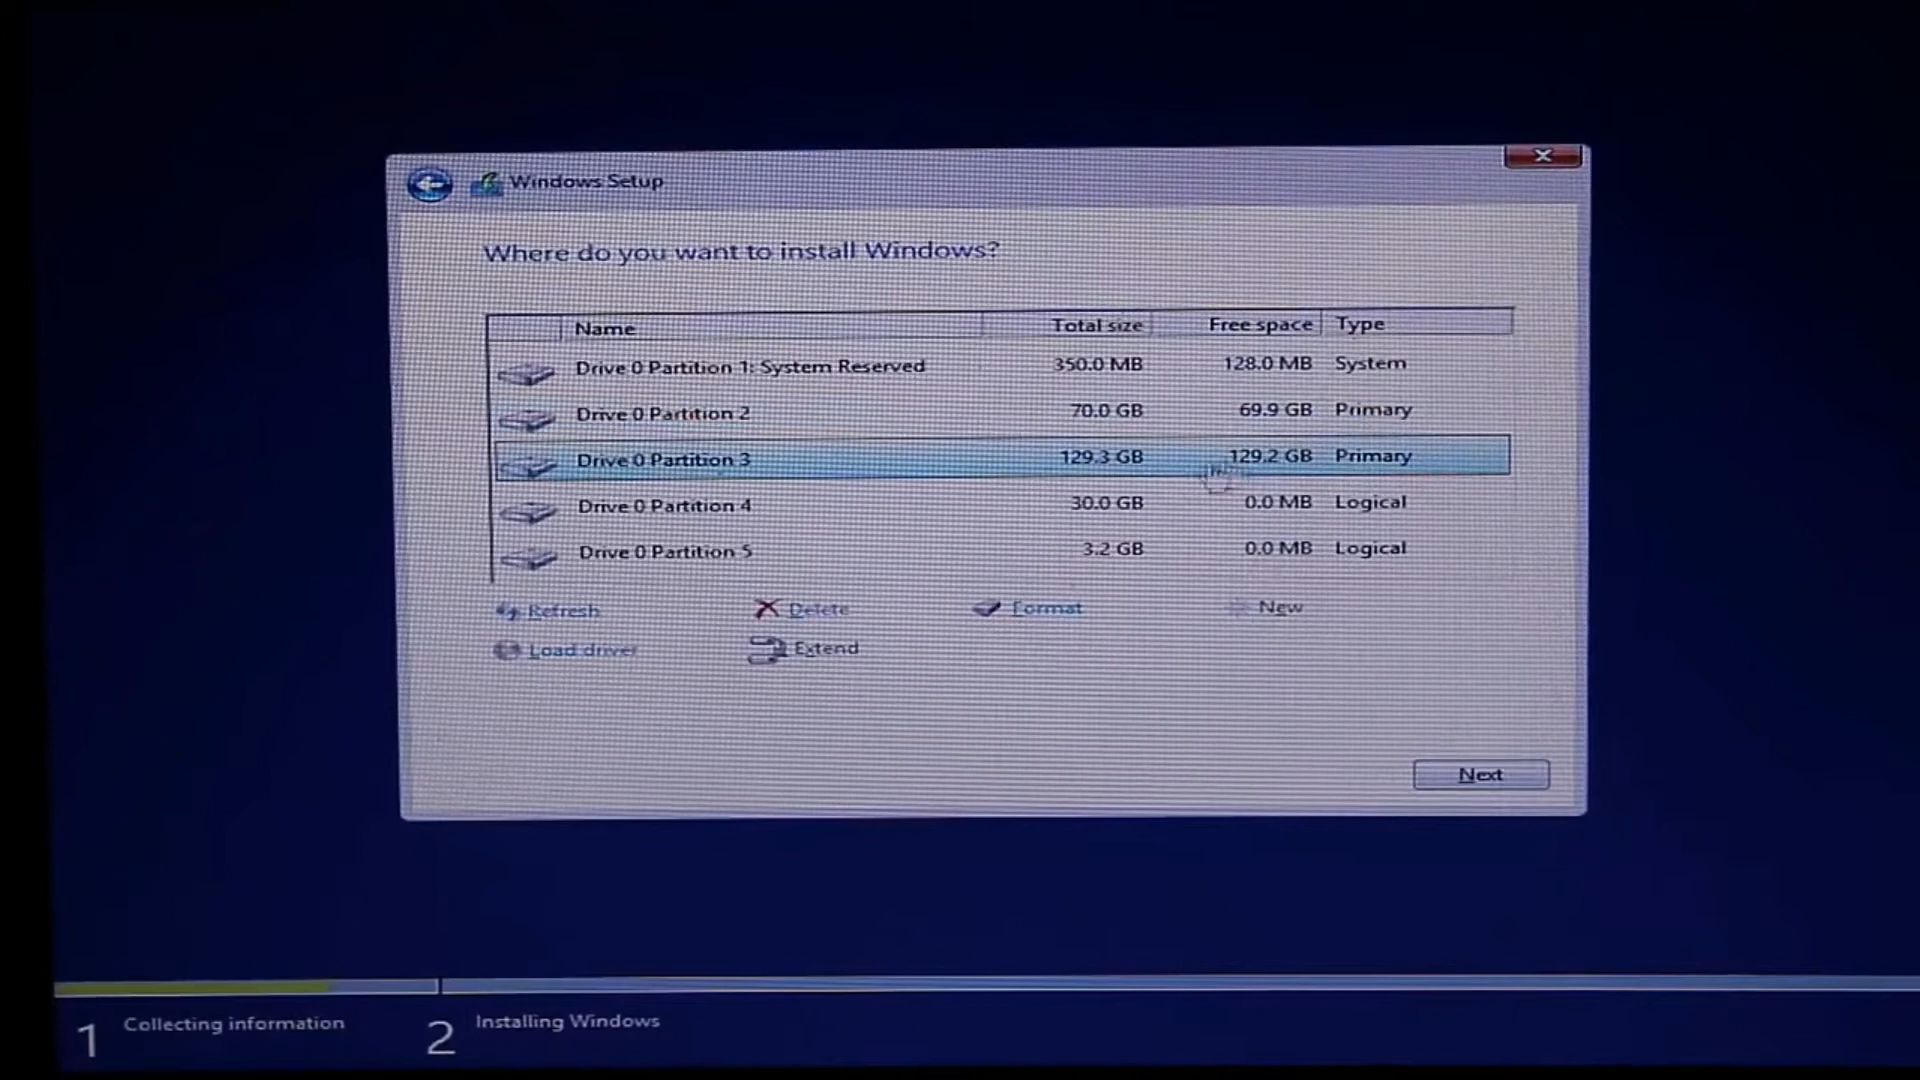 Windows Setup
Where do you want to install Windows?
Name Total size Free space Type
Drive 0 Partition 1: System Reserved 350.0 MB 128.0 MB System
Drive 0 Partition 2 70.0 GB 69.9 GB Primary
Drive 0 Partition 3 129.3 GB 129.2 GB Primary
Drive 0 Partition 4 30.0 GB 0.0 MB Logical
Drive 0 Partition 5 3.2 GB 0.0 MB Logical
Refresh Delete Format New
Load driver Extend
Next
1 Collecting information 2 Installing Windows